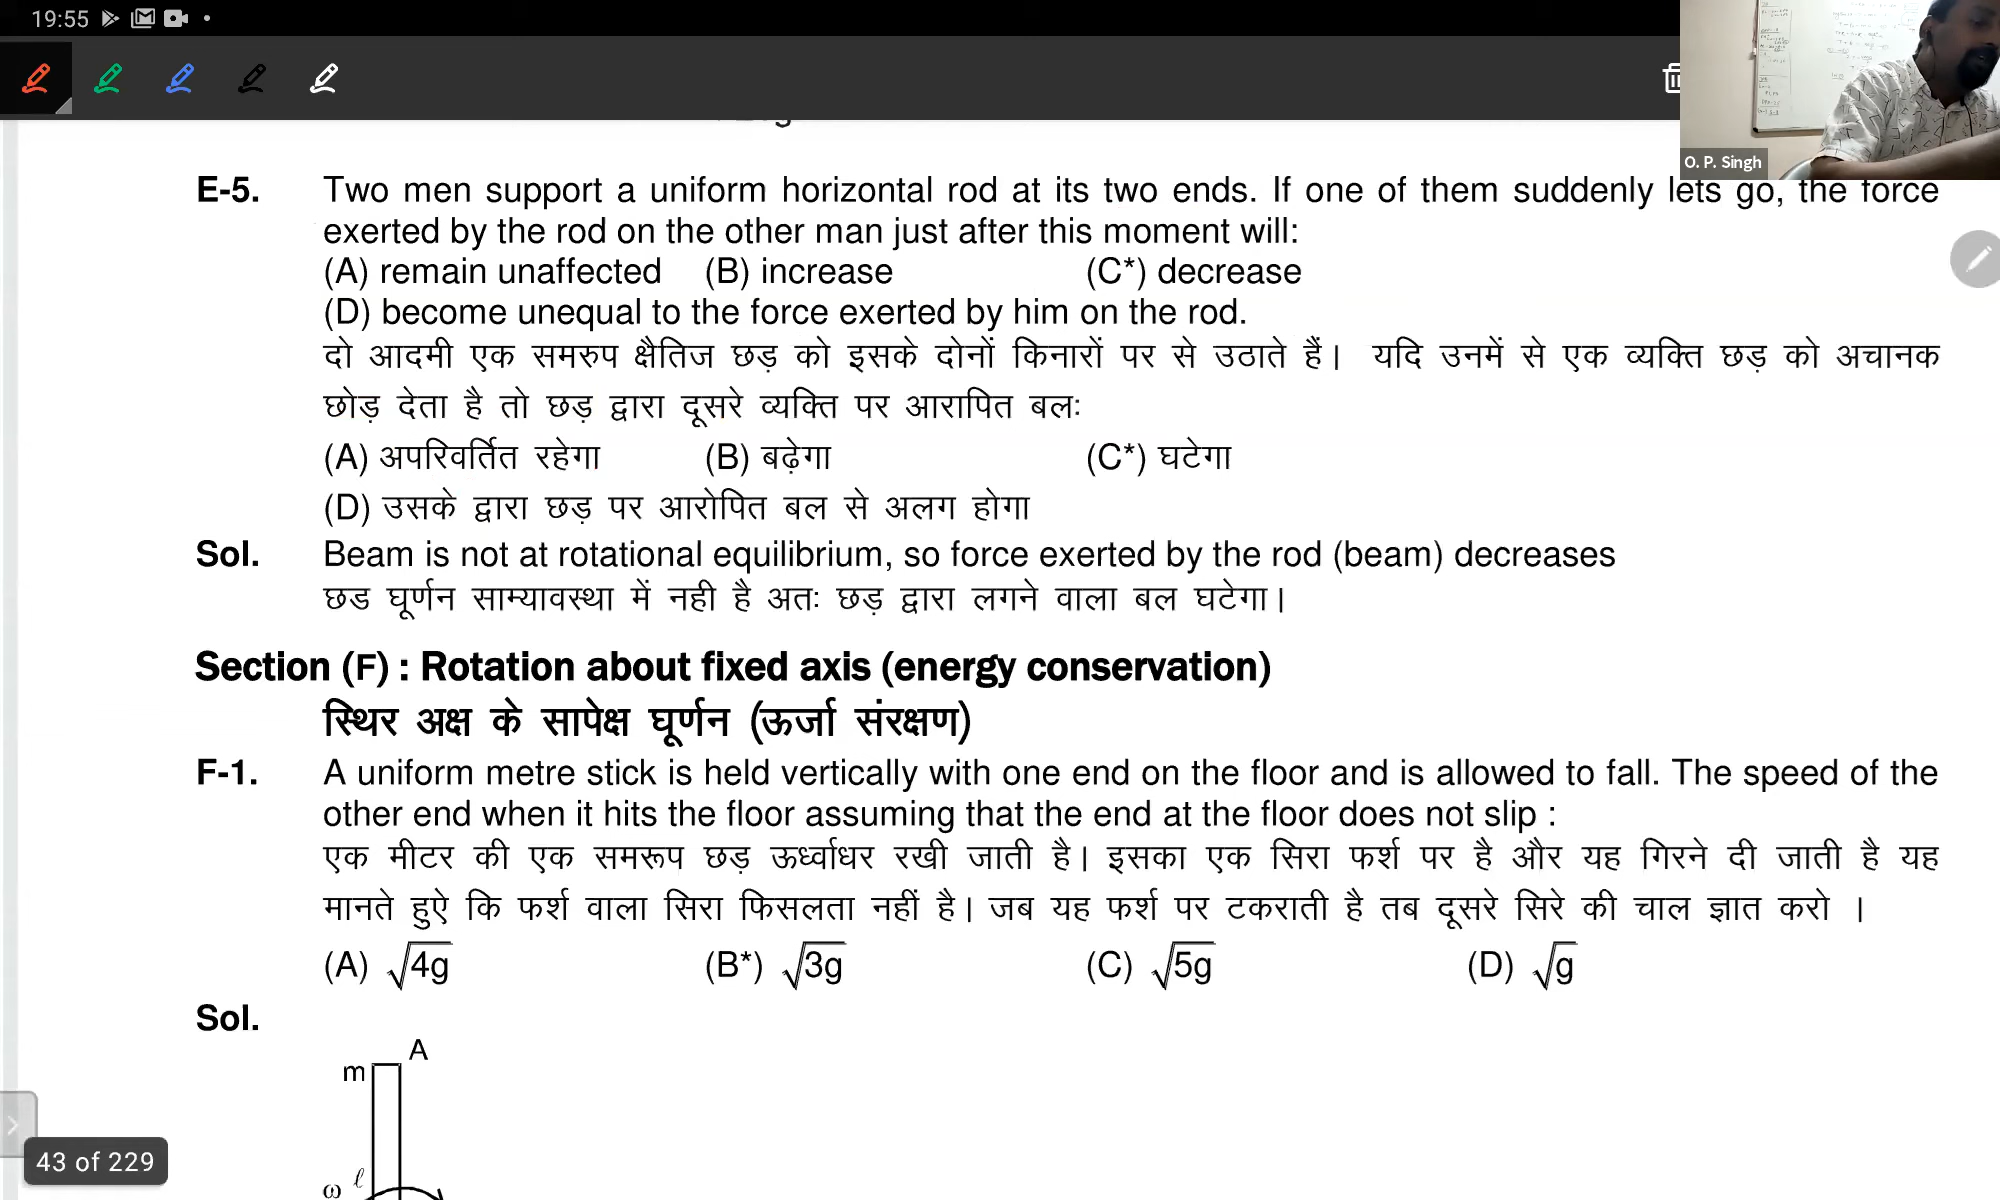 19:55
O. P. Singh
E-5. Two men support a uniform horizontal rod at its two ends. If one of them suddenly lets go, the force
exerted by the rod on the other man just after this moment will:
(A) remain unaffected (B) increase (C*) decrease
(D) become unequal to the force exerted by him on the rod.
दो आदमी एक समरुप क्षैतिज छड़ को इसके दोनों किनारों पर से उठाते हैं। यदि उनमें से एक व्यक्ति छड़ को अचानक
छोड़ देता है तो छड़ द्वारा दूसरे व्यक्ति पर आरापित बलः
(A) अपरिवर्तित रहेगा (B) बढ़ेगा (C*) घटेगा
(D) उसके द्वारा छड़ पर आरोपित बल से अलग होगा
Sol. Beam is not at rotational equilibrium, so force exerted by the rod (beam) decreases
छड घूर्णन साम्यावस्था में नही है अतः छड़ द्वारा लगने वाला बल घटेगा।
Section (F) : Rotation about fixed axis (energy conservation)
स्थिर अक्ष के सापेक्ष घूर्णन (ऊर्जा संरक्षण)
F-1. A uniform metre stick is held vertically with one end on the floor and is allowed to fall. The speed of the
other end when it hits the floor assuming that the end at the floor does not slip :
एक मीटर की एक समरूप छड़ ऊर्ध्वाधर रखी जाती है। इसका एक सिरा फर्श पर है और यह गिरने दी जाती है यह
मानते हुऐ कि फर्श वाला सिरा फिसलता नहीं है। जब यह फर्श पर टकराती है तब दूसरे सिरे की चाल ज्ञात करो ।
(A) √4g (B*) √3g (C) √5g (D) √g
Sol.
A
m
ℓ
ω
43 of 229